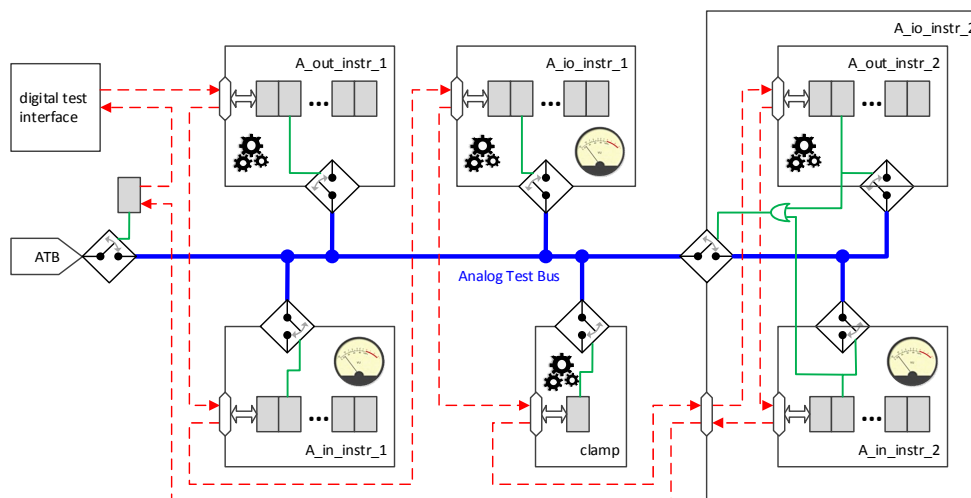 A_io_instr_2
A_out_instr_1
A_io_instr_1
A_out_instr_2
digital test
interface
...
...
...
ATB
Analog Test Bus
...
...
A_in_instr_1
clamp
A_in_instr_2